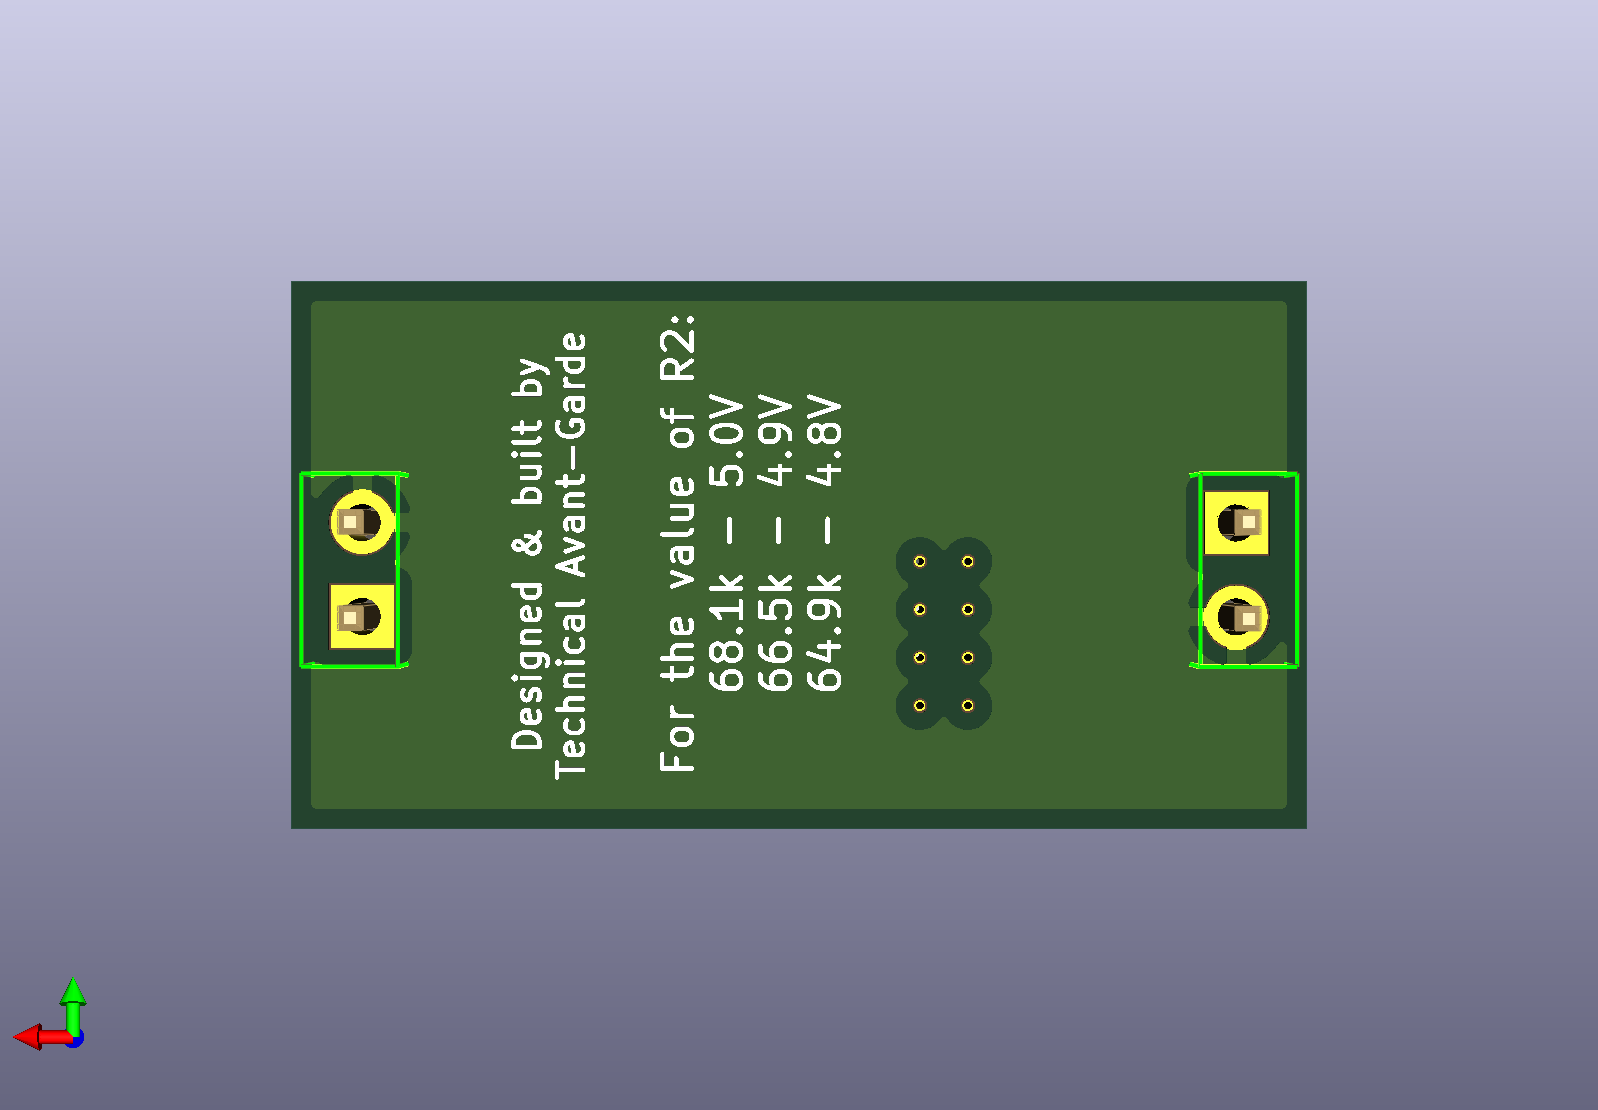 Designed & built by
Technical Avant-Garde
For the value of R2:
68.1k - 5.0V
66.5k - 4.9V
64.9k - 4.8V